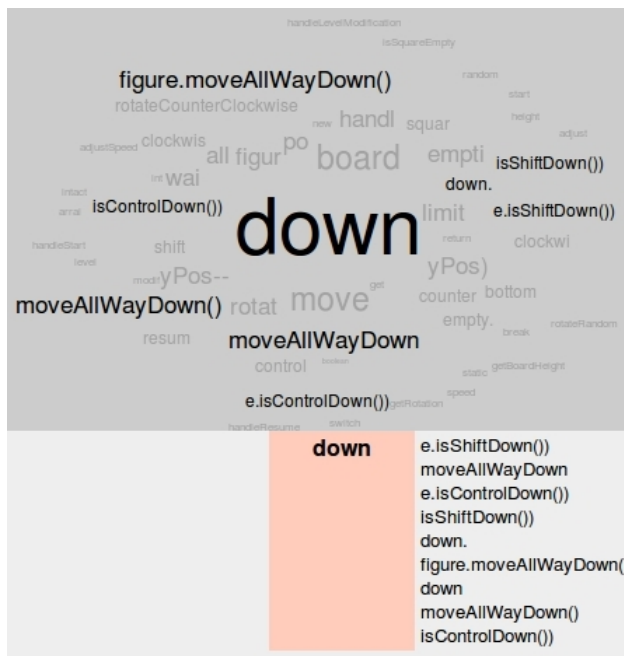 handleLevelModification
isSquareEmpty
figure.moveAllWayDown()
random
rotateCounterClockwise
start
new handl squar
height
adjustSpeed clockwis
adjust
all figur po board empti
isShiftDown())
int wai
down.
intact
isControlDown())
down limit
e.isShiftDown())
arrai
handleStart
shift
return
clockwi
level
modif yPos--
yPos)
get
moveAllWayDown() rotat move
counter bottom
resum
moveAllWayDown
empty.
break
rotateRandom
control
boolean
static getBoardHeight
speed
e.isControlDown()) getRotation
handleResume
switch
down
e.isShiftDown())
moveAllWayDown
e.isControlDown())
isShiftDown())
down.
figure.moveAllWayDown(
down
moveAllWayDown()
isControlDown())